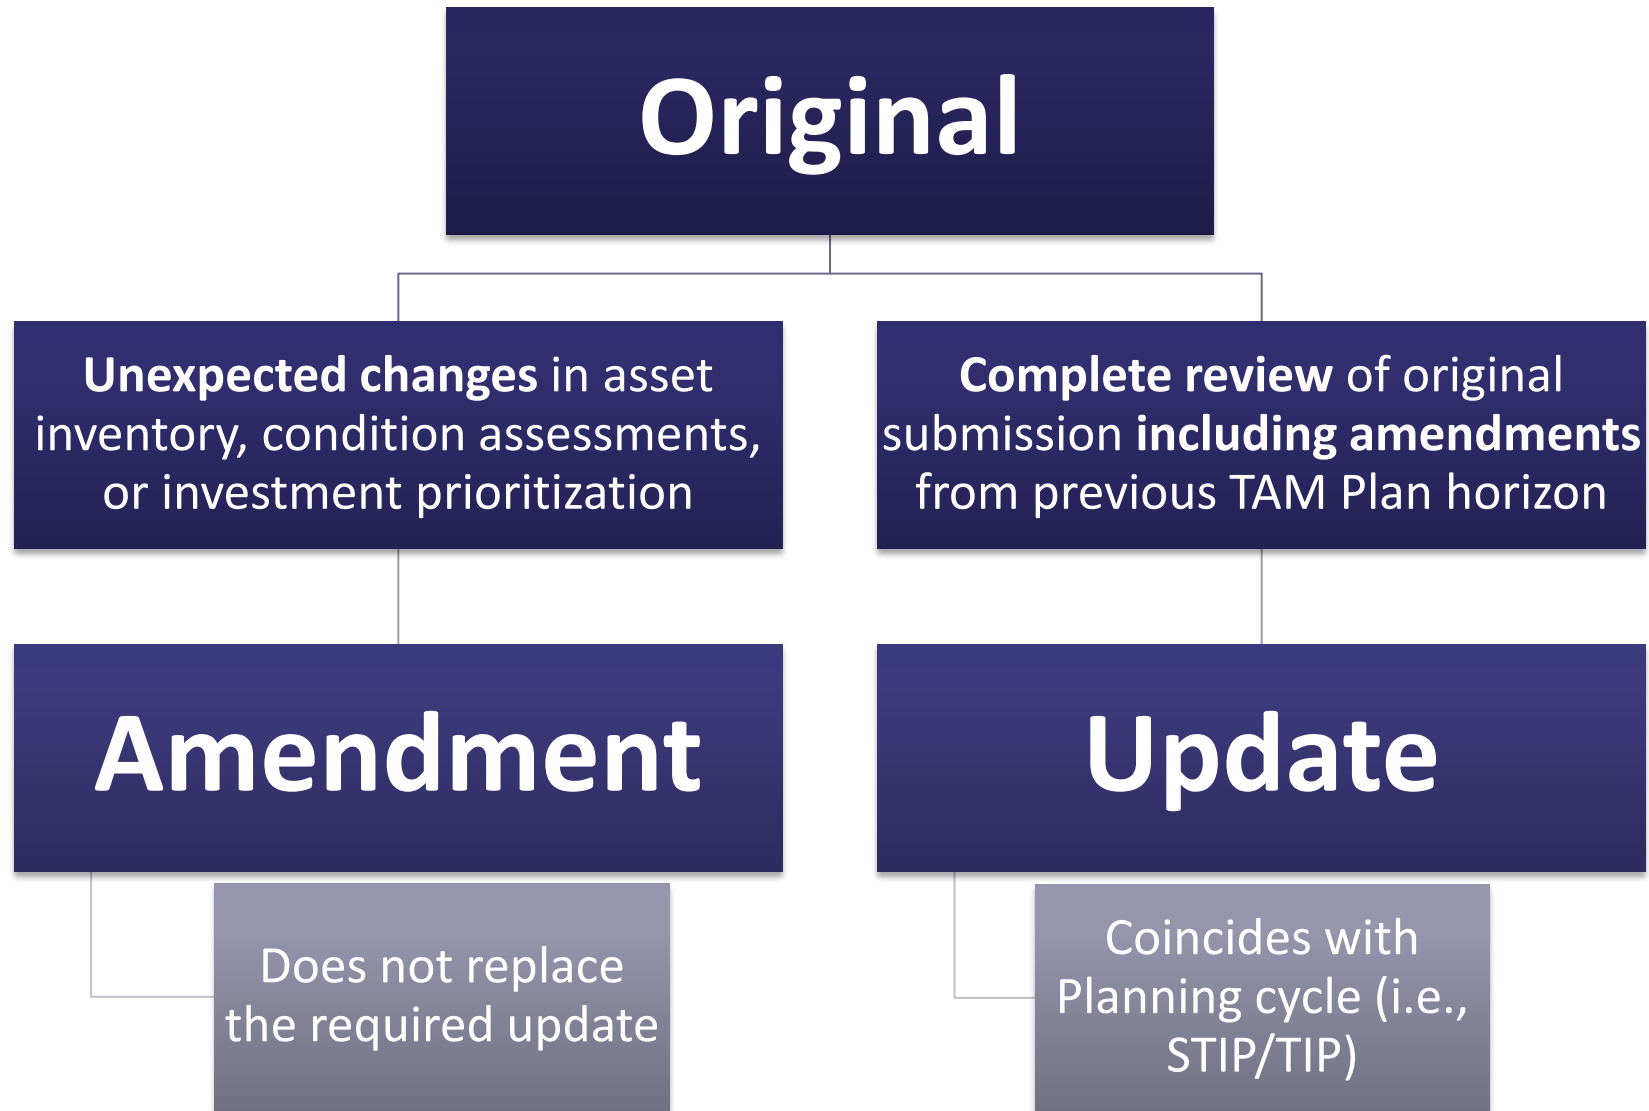 Original
Unexpected changes in asset
inventory, condition assessments,
or investment prioritization
Complete review of original
submission including amendments
from previous TAM Plan horizon
Amendment
Update
Does not replace
the required update
Coincides with
Planning cycle (i.e.,
STIP/TIP)